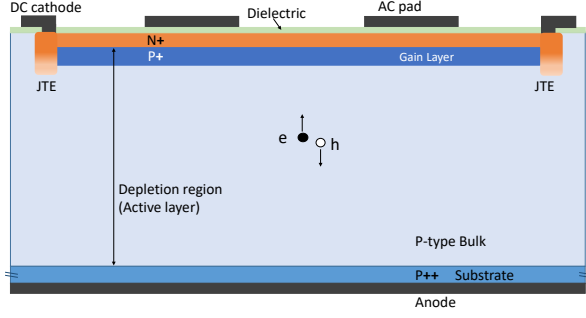 DC cathode
Dielectric
AC pad
N+
P+
Gain Layer
JTE
JTE
e
h
Depletion region
(Active layer)
P-type Bulk
P++ Substrate
Anode